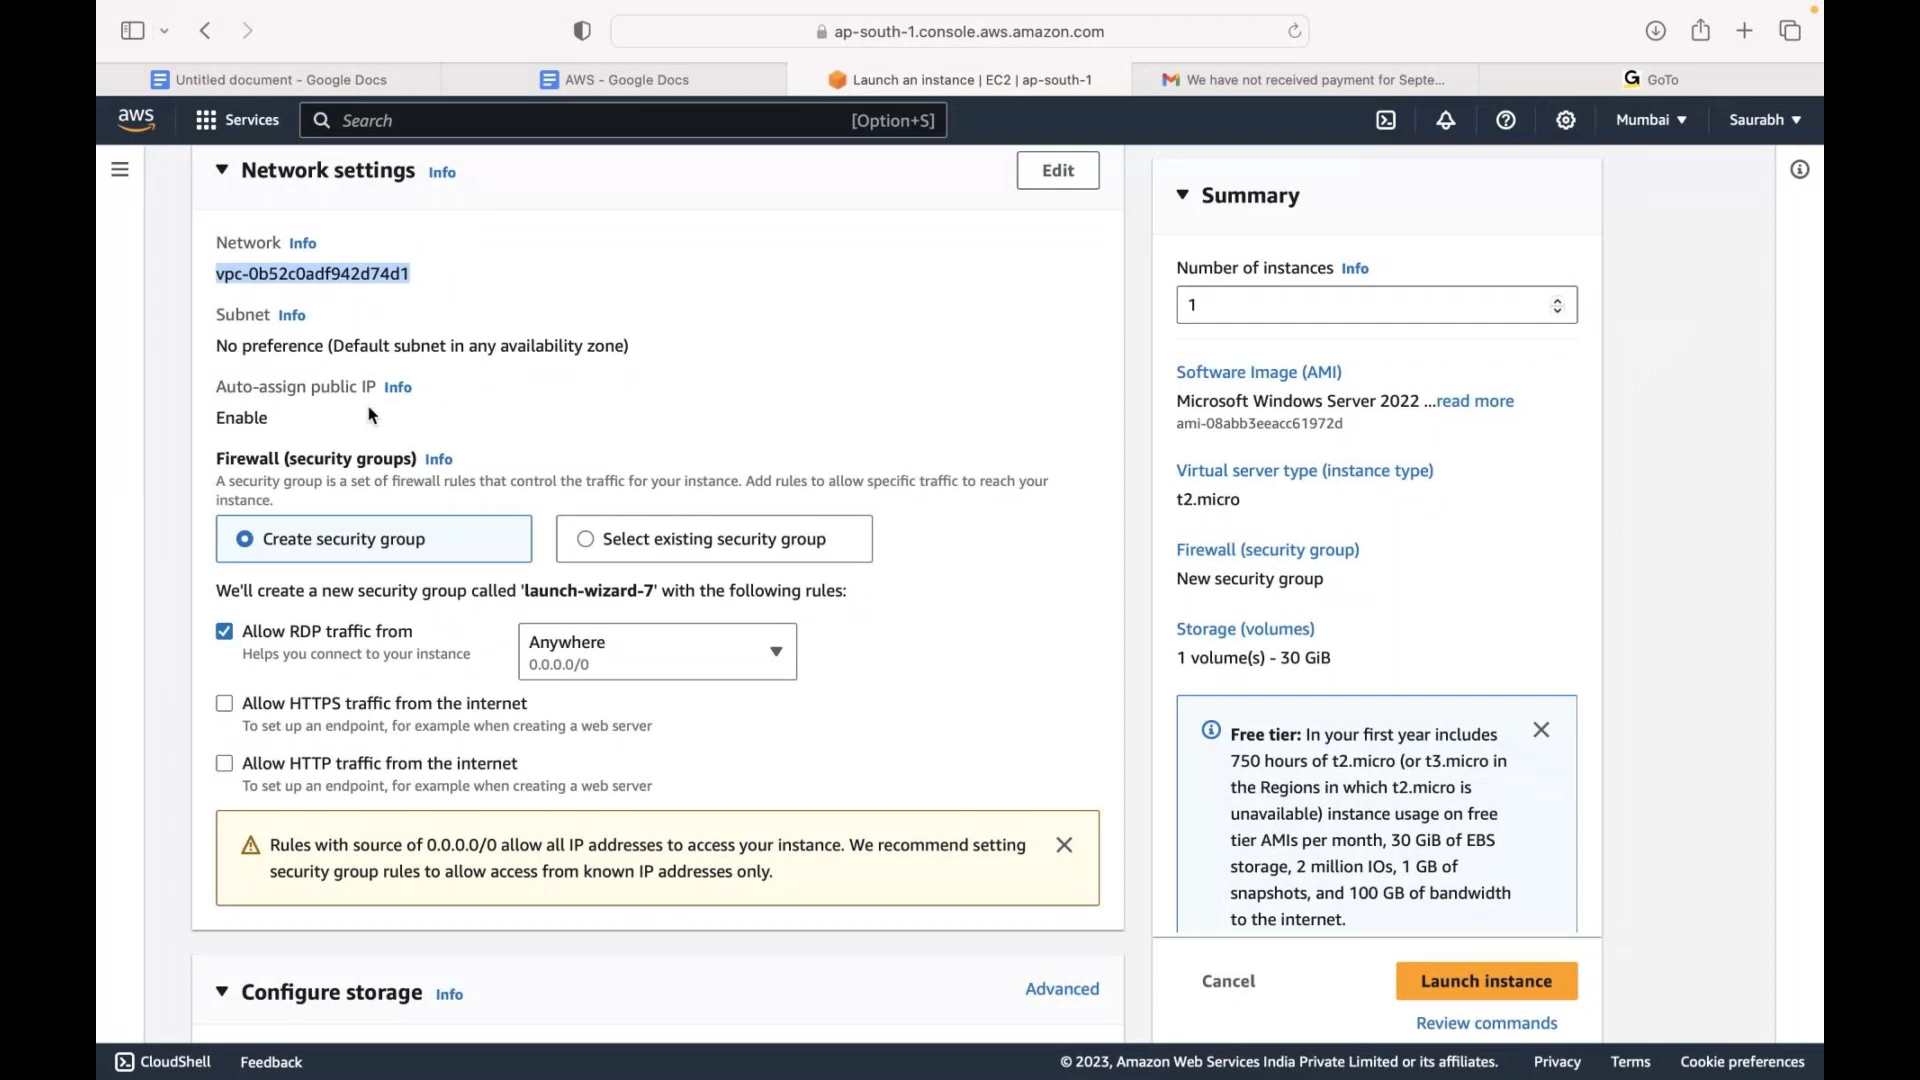 ap-south-1.console.aws.amazon.com
Untitled document - Google Docs
AWS - Google Docs
Launch an instance | EC2 | ap-south-1
We have not received payment for Septe...
G GoTo
aws
Services
Search
[Option+S]
Mumbai
Saurabh
Network settings Info
Edit
Network Info
vpc-0b52c0adf942d74d1
Subnet Info
No preference (Default subnet in any availability zone)
Auto-assign public IP Info
Enable
Firewall (security groups) Info
A security group is a set of firewall rules that control the traffic for your instance. Add rules to allow specific traffic to reach your
instance.
Create security group
Select existing security group
We'll create a new security group called 'launch-wizard-7' with the following rules:
Allow RDP traffic from
Helps you connect to your instance
Anywhere
0.0.0.0/0
Allow HTTPS traffic from the internet
To set up an endpoint, for example when creating a web server
Allow HTTP traffic from the internet
To set up an endpoint, for example when creating a web server
Rules with source of 0.0.0.0/0 allow all IP addresses to access your instance. We recommend setting
security group rules to allow access from known IP addresses only.
Configure storage Info
Advanced
Summary
Number of instances Info
1
Software Image (AMI)
Microsoft Windows Server 2022 ...read more
ami-08abb3eeacc61972d
Virtual server type (instance type)
t2.micro
Firewall (security group)
New security group
Storage (volumes)
1 volume(s) - 30 GiB
Free tier: In your first year includes
750 hours of t2.micro (or t3.micro in
the Regions in which t2.micro is
unavailable) instance usage on free
tier AMIs per month, 30 GiB of EBS
storage, 2 million IOs, 1 GB of
snapshots, and 100 GB of bandwidth
to the internet.
Cancel
Launch instance
Review commands
CloudShell
Feedback
© 2023, Amazon Web Services India Private Limited or its affiliates.
Privacy
Terms
Cookie preferences